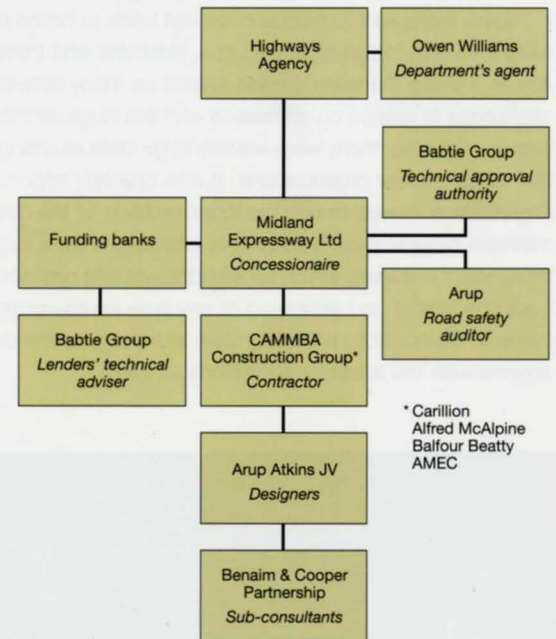 Highways
Agency
Owen Williams
Department's agent
Babtie Group
Technical approval
authority
Funding banks
Midland
Expressway Ltd
Concessionaire
Arup
Road safety
auditor
Babtie Group
Lenders' technical
adviser
CAMMBA
Construction Group*
Contractor
* Carillion
Alfred McAlpine
Balfour Beatty
AMEC
Arup Atkins JV
Designers
Benaim & Cooper
Partnership
Sub-consultants